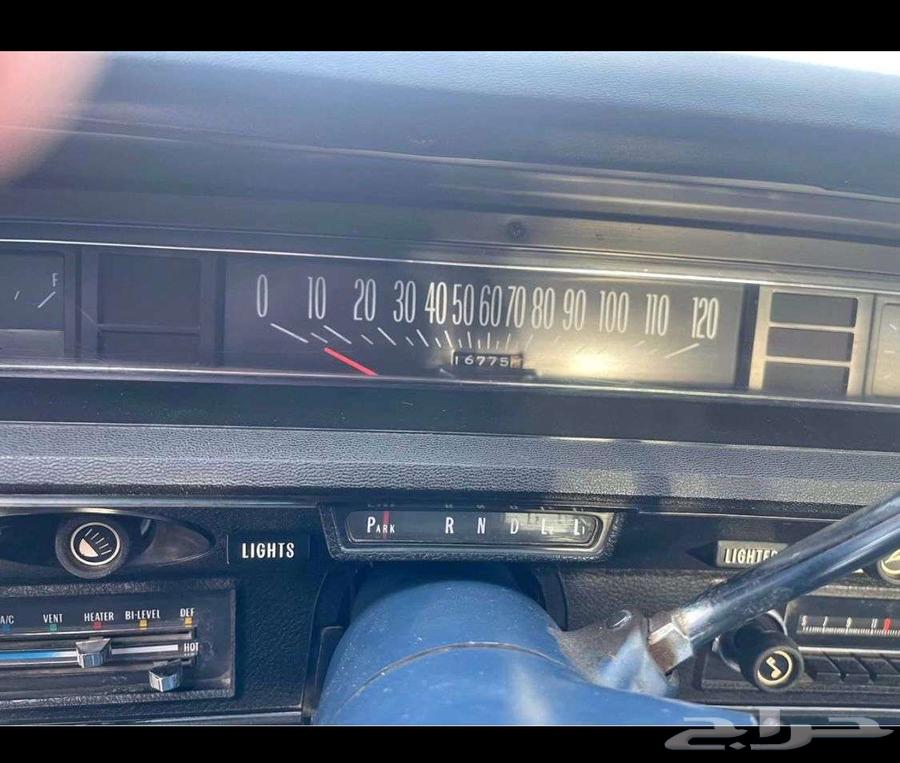 F
0 10 20 30 40 50 60 70 80 90 100 110 120
16775
PARK R N D L L
LIGHTS
LIGHTER
A/C VENT HEATER BI-LEVEL DEF
HOT
حراج